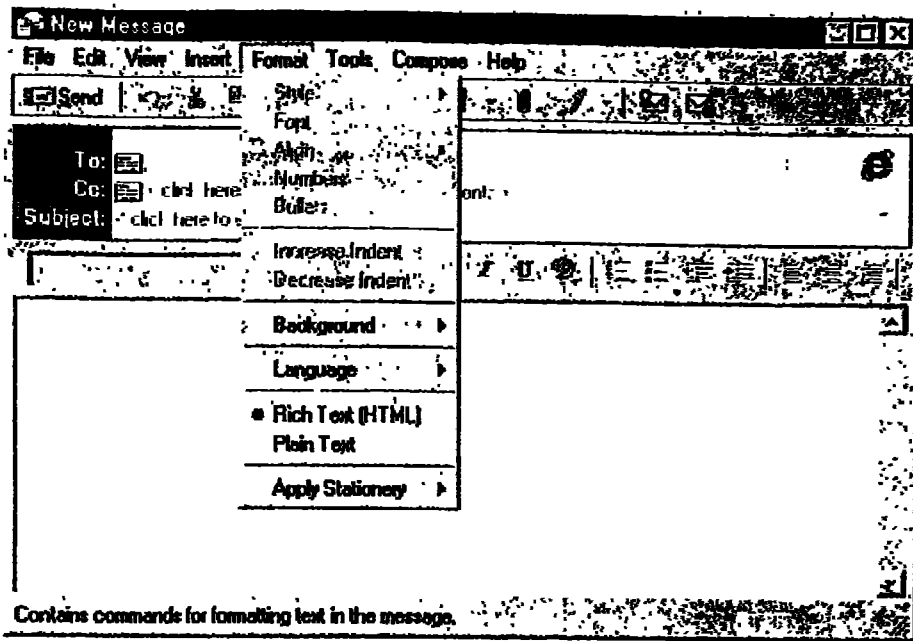 New Message
File Edit View Insert Format Tools Compose Help
Send
Style
Font
Align
Numbers
Bullets
Increase Indent
Decrease Indent
Background
Language
Rich Text (HTML)
Plain Text
Apply Stationery
To:
Cc: click here
Subject: click here to
Contains commands for formatting text in the message.